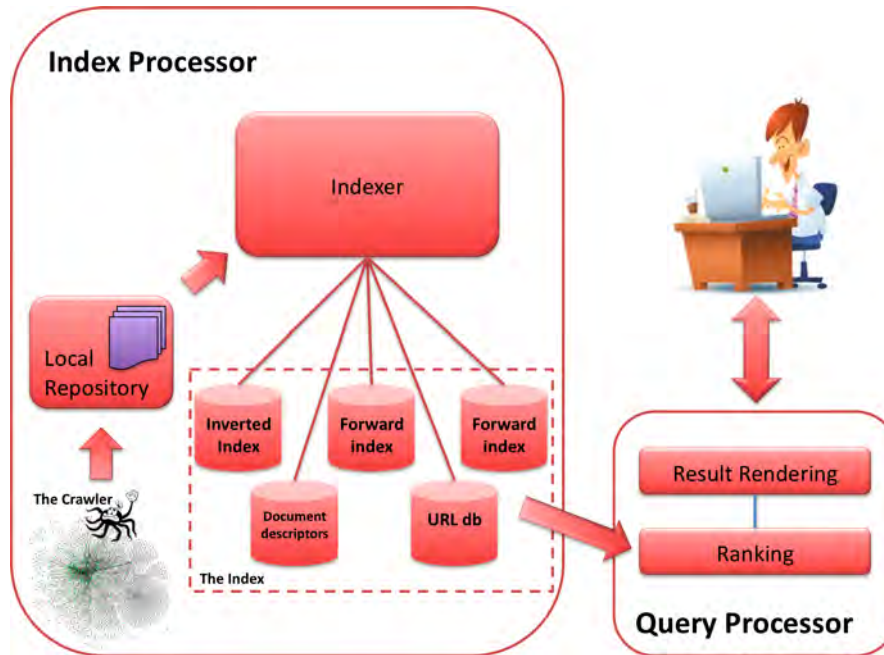 Index Processor
Indexer
Local
Repository
Inverted
Index
Forward
index
Forward
index
The Crawler
Document
descriptors
URL db
The Index
Result Rendering
Ranking
Query Processor